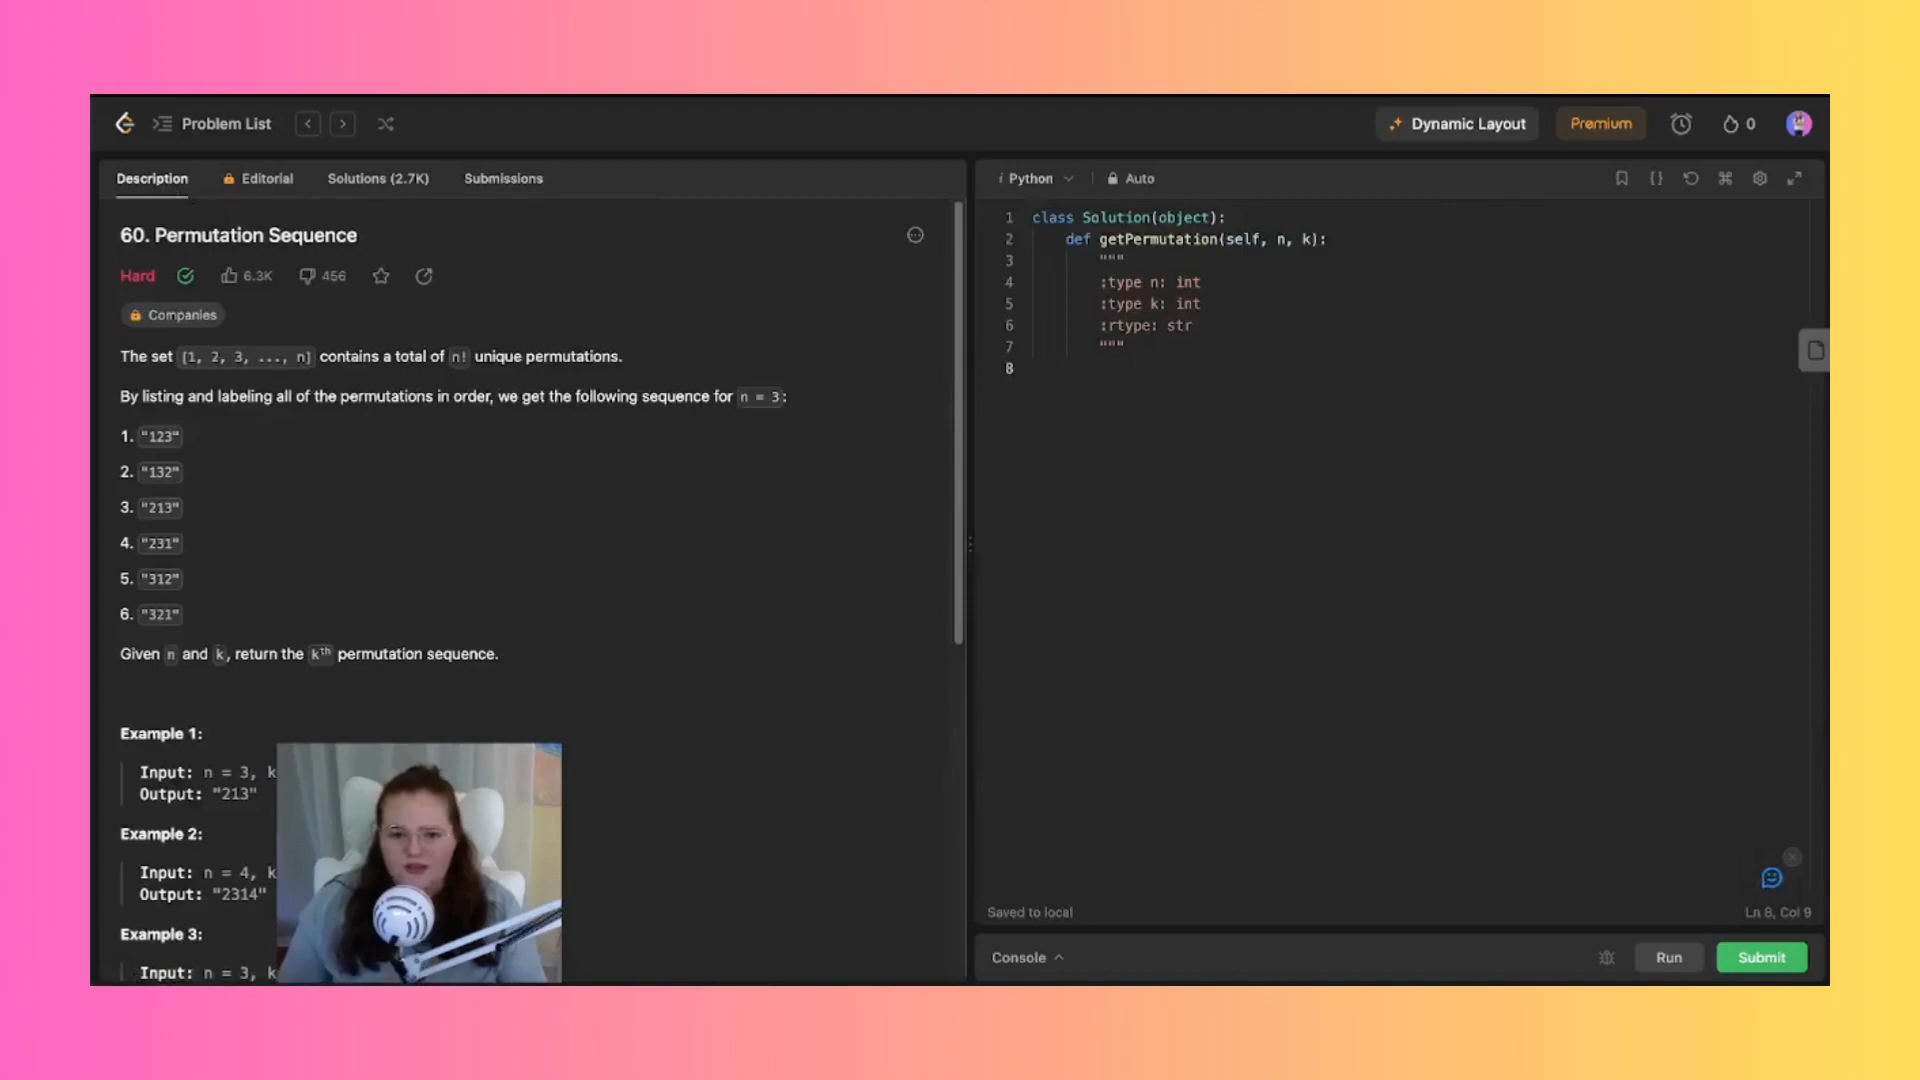 Problem List
Dynamic Layout
Premium
0
Description
Editorial
Solutions (2.7K)
Submissions
60. Permutation Sequence
Hard
6.3K
456
Companies
The set [1, 2, 3, ..., n] contains a total of n! unique permutations.
By listing and labeling all of the permutations in order, we get the following sequence for n = 3:
1. "123"
2. "132"
3. "213"
4. "231"
5. "312"
6. "321"
Given n and k, return the kth permutation sequence.
Example 1:
Input: n = 3, k
Output: "213"
Example 2:
Input: n = 4, k
Output: "2314"
Example 3:
Input: n = 3, k
i Python
Auto
1 class Solution(object):
2 def getPermutation(self, n, k):
3 """
4 :type n: int
5 :type k: int
6 :rtype: str
7 """
8
Saved to local
Ln 8, Col 9
Console
Run
Submit